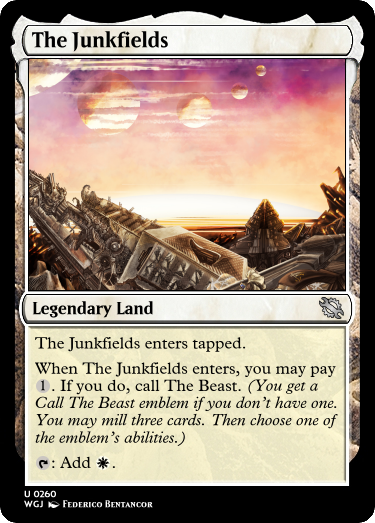 The Junkfields
Legendary Land
The Junkfields enters tapped.
When The Junkfields enters, you may pay
1. If you do, call The Beast. (You get a
Call The Beast emblem if you don't have one.
You may mill three cards. Then choose one of
the emblem's abilities.)
: Add .
U 0260
WGJ Federico Bentancor